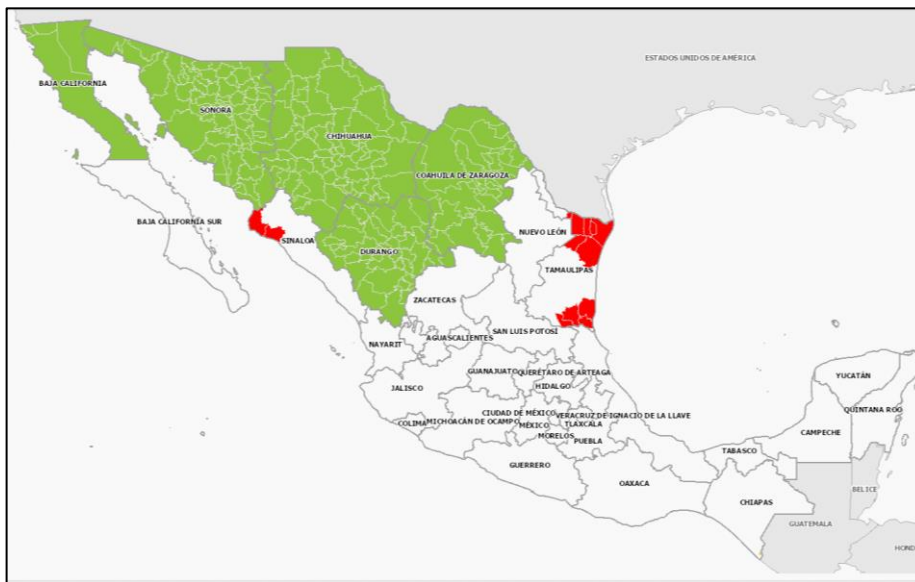 ESTADOS UNIDOS DE AMÉRICA
BAJA CALIFORNIA
SONORA
CHIHUAHUA
COAHUILA DE ZARAGOZA
BAJA CALIFORNIA SUR
SINALOA
NUEVO LEÓN
DURANGO
TAMAULIPAS
ZACATECAS
SAN LUIS POTOSÍ
NAYARIT
AGUASCALIENTES
GUANAJUATO
QUERÉTARO DE ARTEAGA
HIDALGO
JALISCO
YUCATÁN
QUINTANA ROO
COLIMA
MICHOACÁN DE OCAMPO
CIUDAD DE MÉXICO
VERACRUZ DE IGNACIO DE LA LLAVE
MÉXICO
TLAXCALA
CAMPECHE
MORELOS
PUEBLA
TABASCO
GUERRERO
OAXACA
CHIAPAS
BELICE
GUATEMALA
HOND